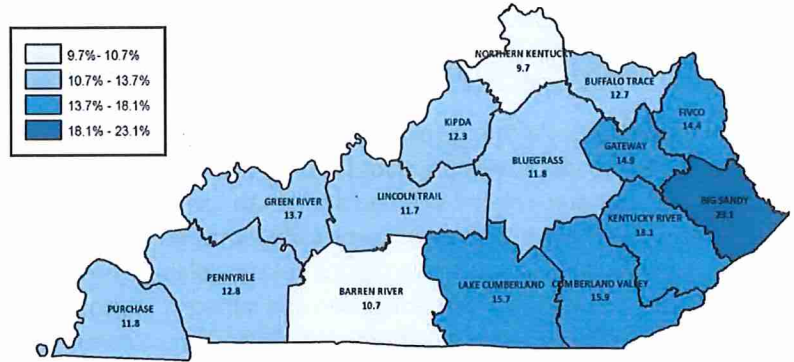 9.7%- 10.7%
10.7% - 13.7%
13.7% - 18.1%
18.1% - 23.1%
NORTHERN KENTUCKY
9.7
BUFFALO TRACE
12.7
FIVCO
14.4
KIPDA
12.3
GATEWAY
14.9
BLUEGRASS
11.8
BIG SANDY
23.1
GREEN RIVER
13.7
LINCOLN TRAIL
11.7
KENTUCKY RIVER
18.1
PENNYRILE
12.8
BARREN RIVER
10.7
LAKE CUMBERLAND
15.7
CUMBERLAND VALLEY
15.9
PURCHASE
11.8